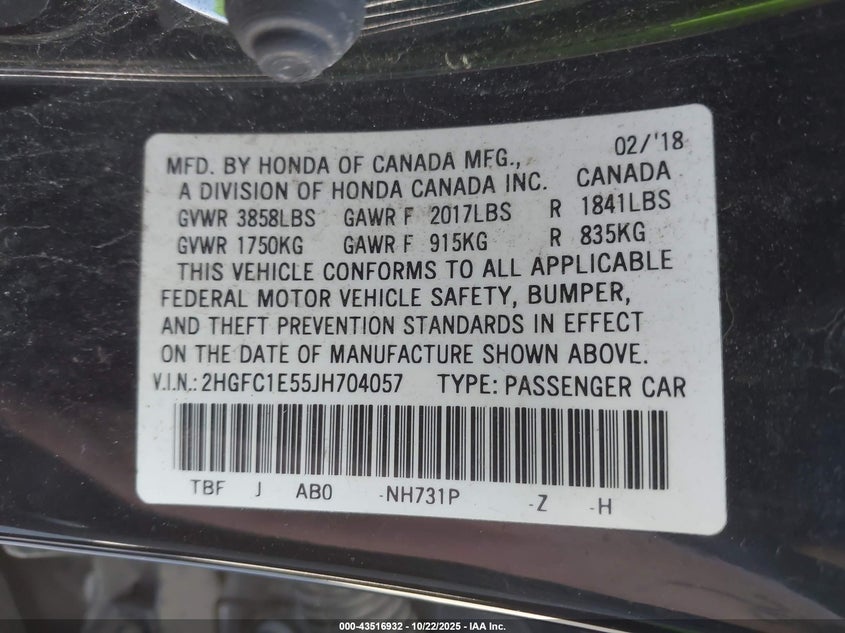 02/'18
MFD. BY HONDA OF CANADA MFG.,
A DIVISION OF HONDA CANADA INC. CANADA
GVWR 3858LBS GAWR F 2017LBS R 1841LBS
GVWR 1750KG GAWR F 915KG R 835KG
THIS VEHICLE CONFORMS TO ALL APPLICABLE
FEDERAL MOTOR VEHICLE SAFETY, BUMPER,
AND THEFT PREVENTION STANDARDS IN EFFECT
ON THE DATE OF MANUFACTURE SHOWN ABOVE.
V.I.N.: 2HGFC1E55JH704057 TYPE: PASSENGER CAR
TBF J AB0 -NH731P -Z -H
000-43516932 - 10/22/2025 - IAA Inc.